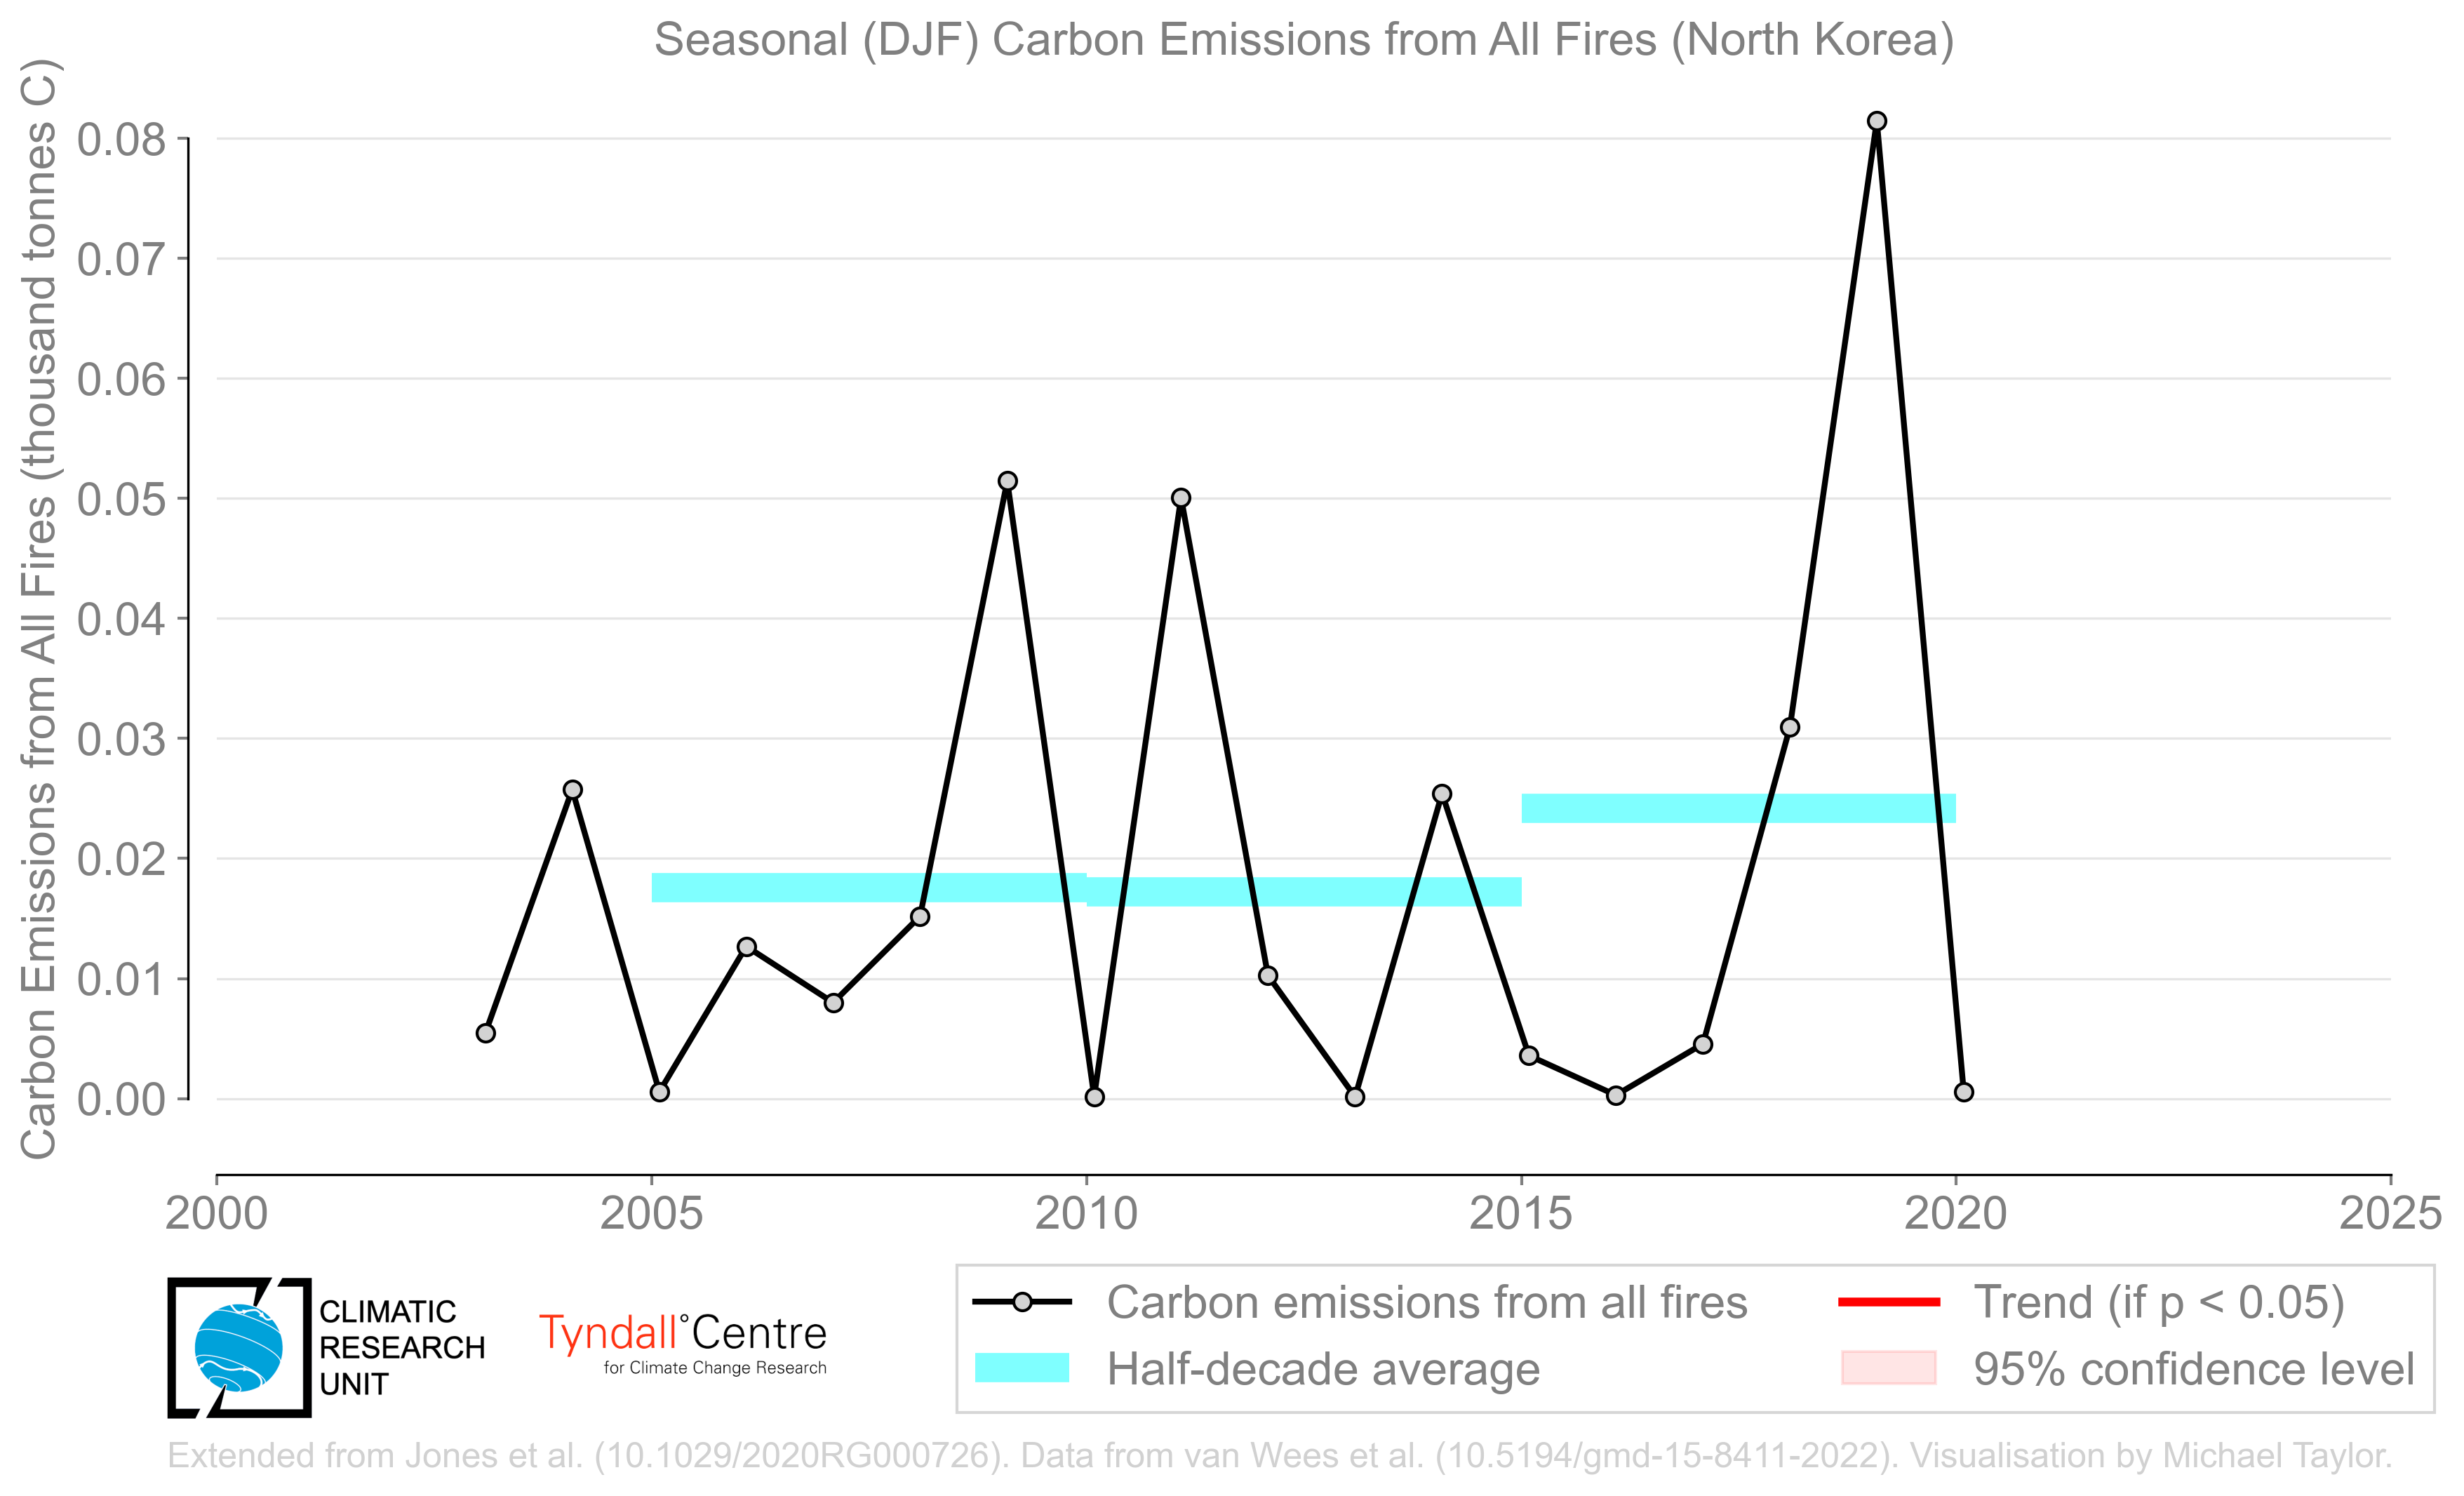 Seasonal (DJF) Carbon Emissions from All Fires (North Korea)
Carbon Emissions from All Fires (thousand tonnes C)
0.08
0.07
0.06
0.05
0.04
0.03
0.02
0.01
0.00
2000 2005 2010 2015 2020 2025
CLIMATIC
RESEARCH
UNIT
Tyndall°Centre
for Climate Change Research
Carbon emissions from all fires
Half-decade average
Trend (if p < 0.05)
95% confidence level
Extended from Jones et al. (10.1029/2020RG000726). Data from van Wees et al. (10.5194/gmd-15-8411-2022). Visualisation by Michael Taylor.